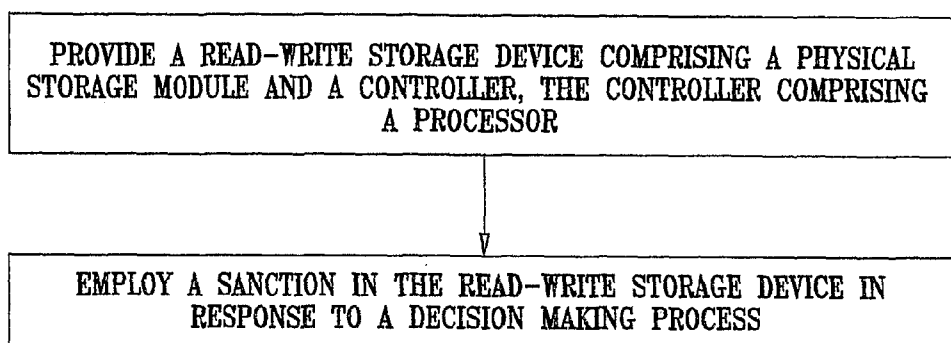 PROVIDE A READ-WRITE STORAGE DEVICE COMPRISING A PHYSICAL
STORAGE MODULE AND A CONTROLLER, THE CONTROLLER COMPRISING
A PROCESSOR
EMPLOY A SANCTION IN THE READ-WRITE STORAGE DEVICE IN
RESPONSE TO A DECISION MAKING PROCESS